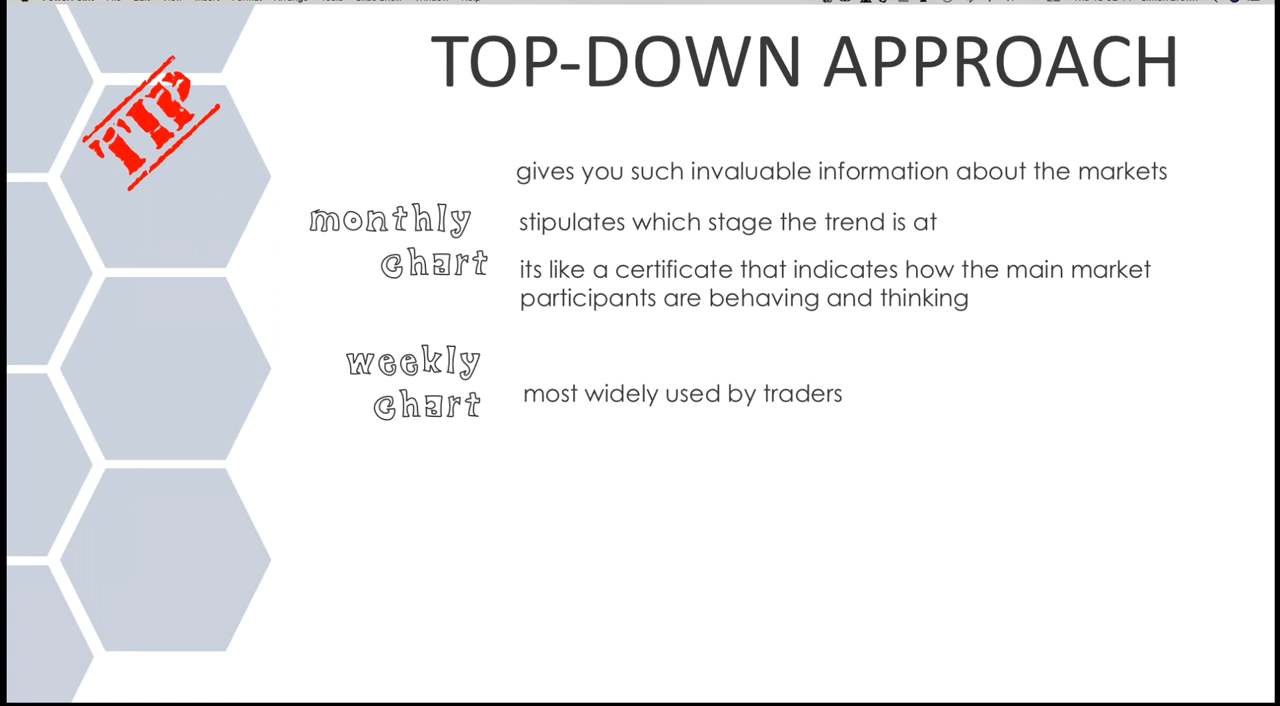 TOP-DOWN APPROACH
TIP
gives you such invaluable information about the markets
monthly
chart
stipulates which stage the trend is at
its like a certificate that indicates how the main market
participants are behaving and thinking
weekly
chart
most widely used by traders